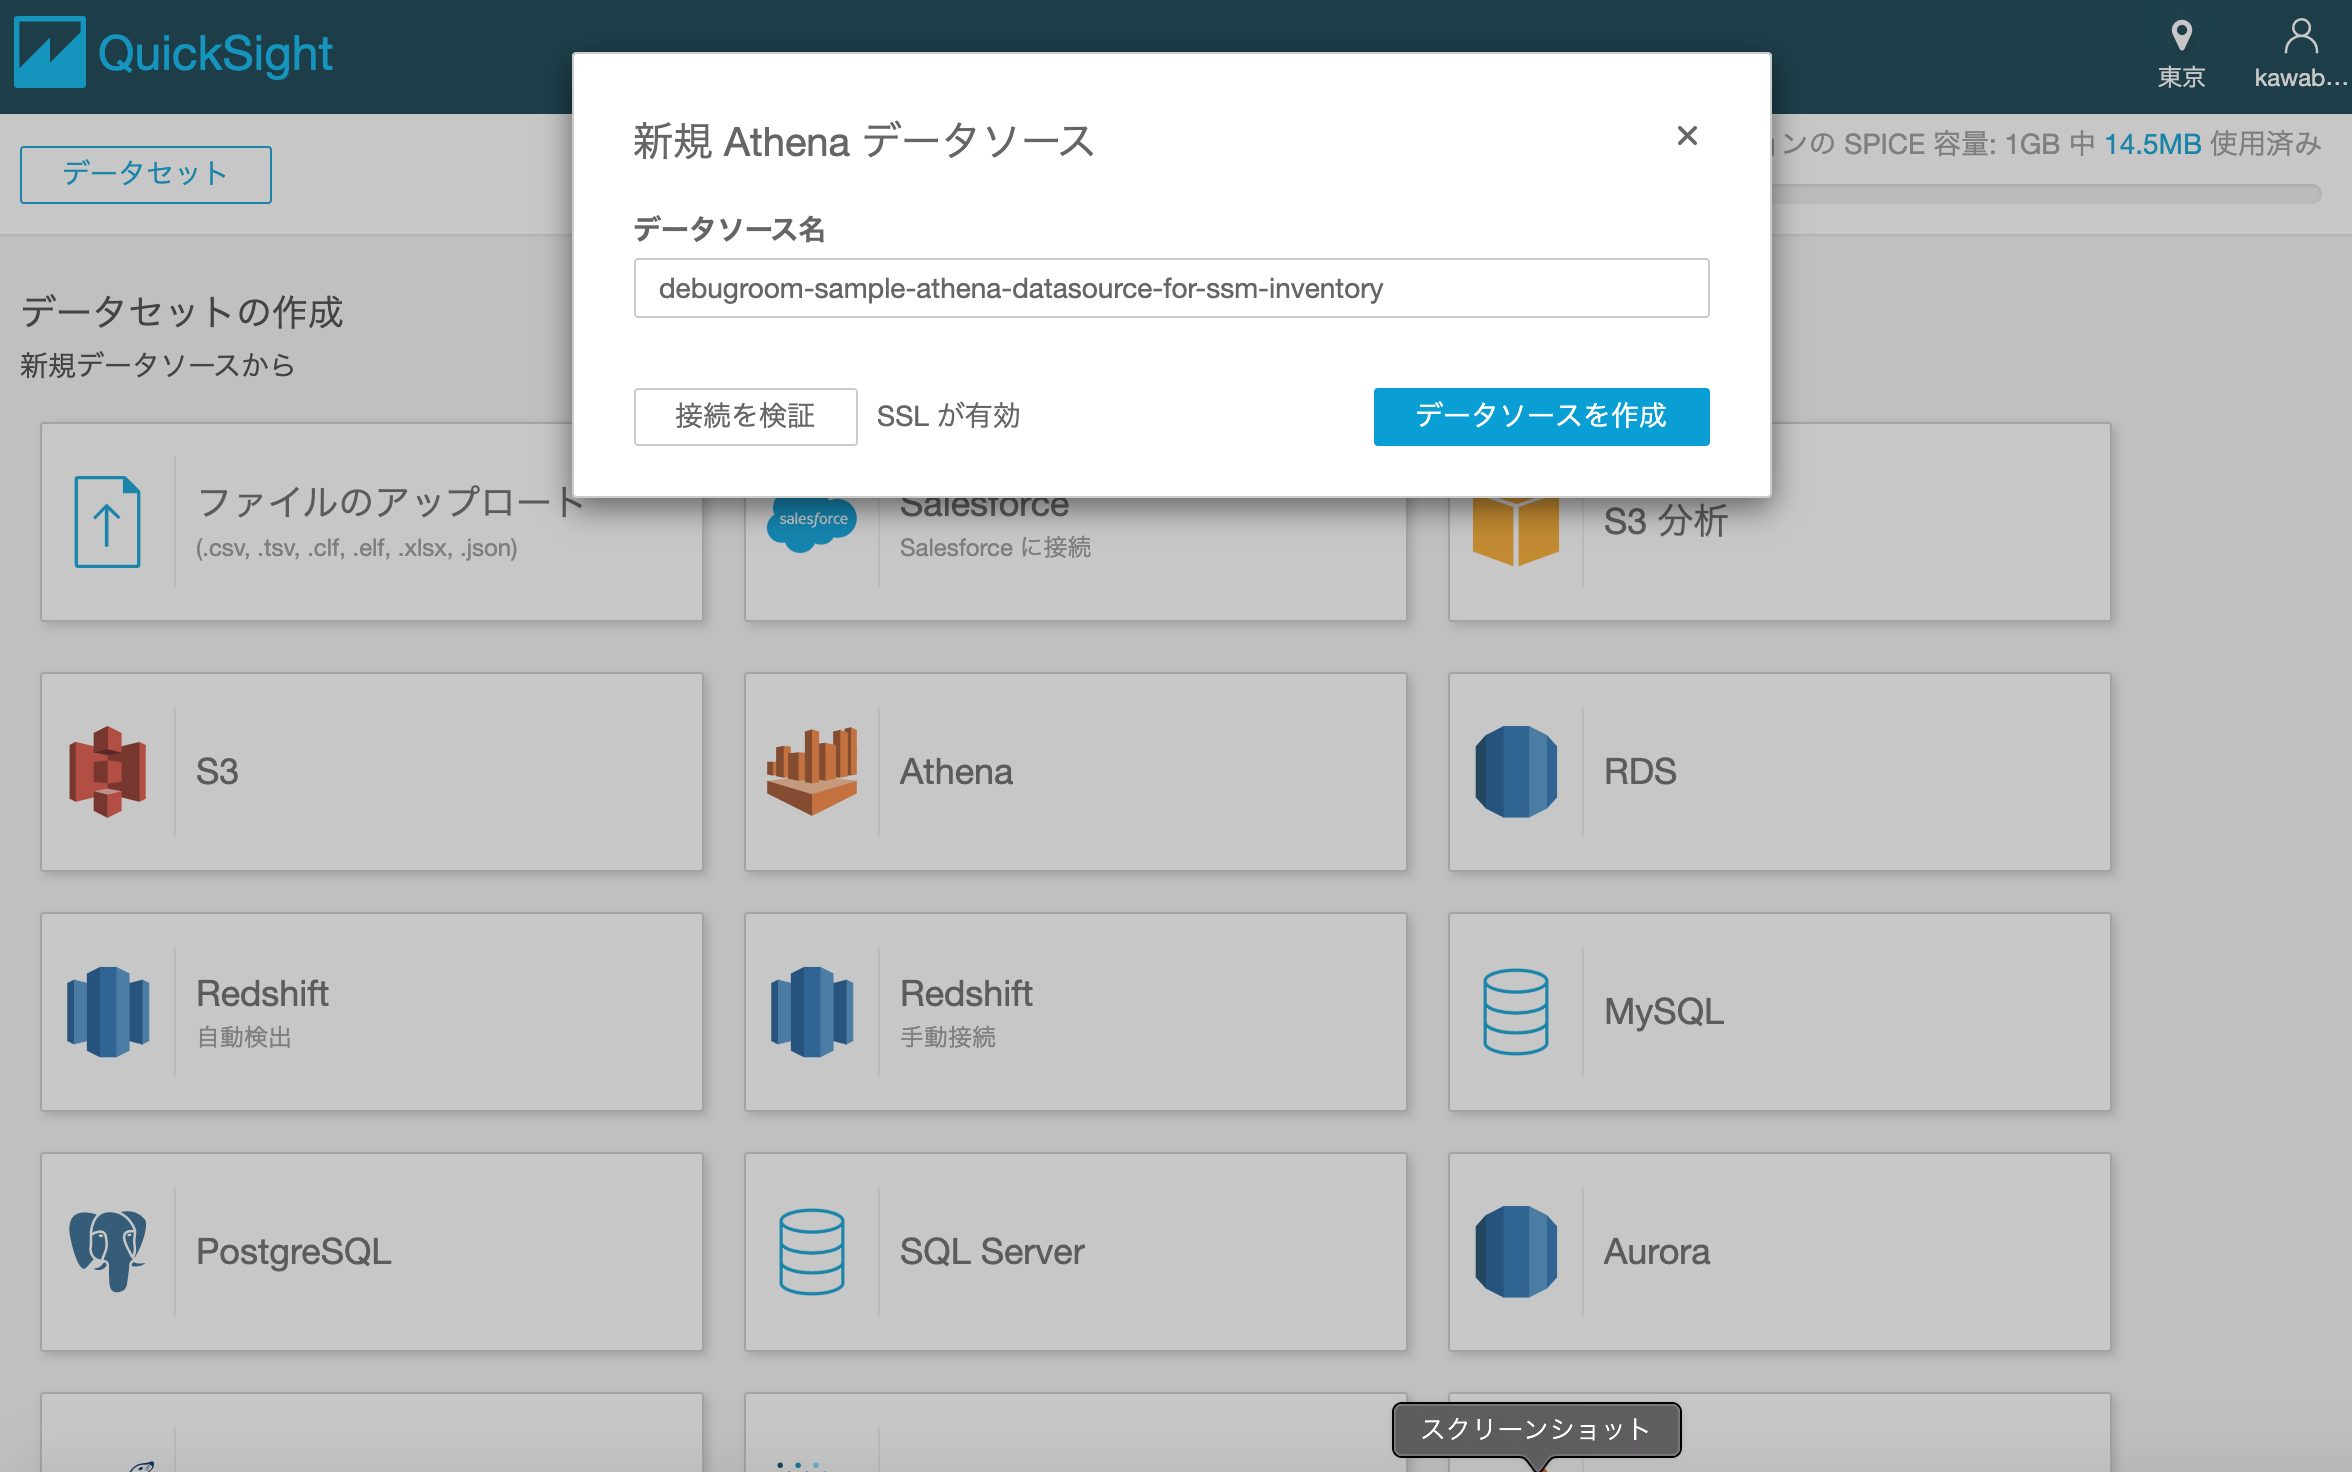 QuickSight
東京
kawab...
新規 Athena データソース
データソース名
debugroom-sample-athena-datasource-for-ssm-inventory
接続を検証
SSL が有効
データソースを作成
データセット
ンの SPICE 容量: 1GB 中 14.5MB 使用済み
データセットの作成
新規データソースから
ファイルのアップロード
(.csv, .tsv, .clf, .elf, .xlsx, .json)
salesforce
Salesforce
Salesforce に接続
S3 分析
S3
Athena
RDS
Redshift
自動検出
Redshift
手動接続
MySQL
PostgreSQL
SQL Server
Aurora
スクリーンショット